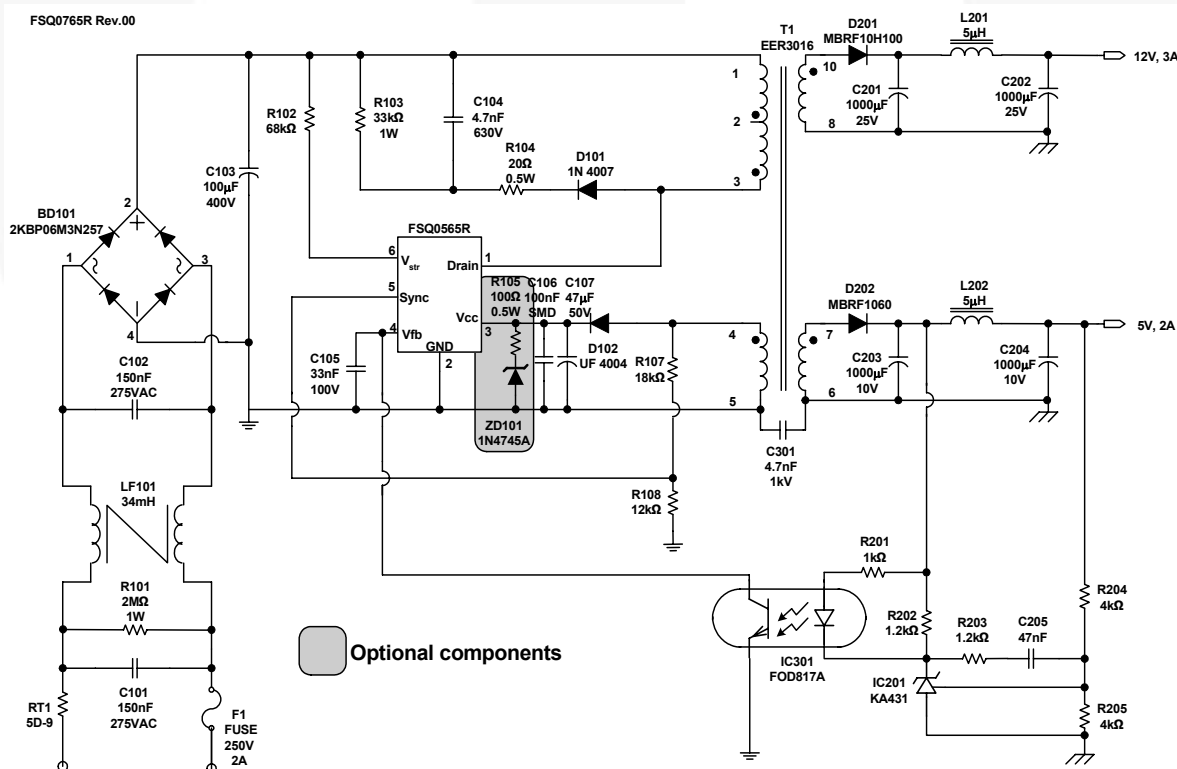 FSQ0765R Rev.00
T1
EER3016
D201
MBRF10H100
L201
5μH
12V, 3A
1
2
3
10
8
C201
1000μF
25V
C202
1000μF
25V
R102
68kΩ
R103
33kΩ
1W
C104
4.7nF
630V
R104
20Ω
0.5W
D101
1N 4007
C103
100μF
400V
BD101
2KBP06M3N257
2
1
3
4
FSQ0565R
6
Vstr
Drain
1
5
Sync
Vcc
3
4
Vfb
GND
2
R105
100Ω
0.5W
C106
100nF
SMD
C107
47μF
50V
D102
UF 4004
ZD101
1N4745A
C105
33nF
100V
R107
18kΩ
R108
12kΩ
4
5
7
6
D202
MBRF1060
L202
5μH
5V, 2A
C203
1000μF
10V
C204
1000μF
10V
C301
4.7nF
1kV
C102
150nF
275VAC
LF101
34mH
R101
2MΩ
1W
C101
150nF
275VAC
RT1
5D-9
F1
FUSE
250V
2A
Optional components
IC301
FOD817A
R201
1kΩ
R202
1.2kΩ
R203
1.2kΩ
C205
47nF
IC201
KA431
R204
4kΩ
R205
4kΩ